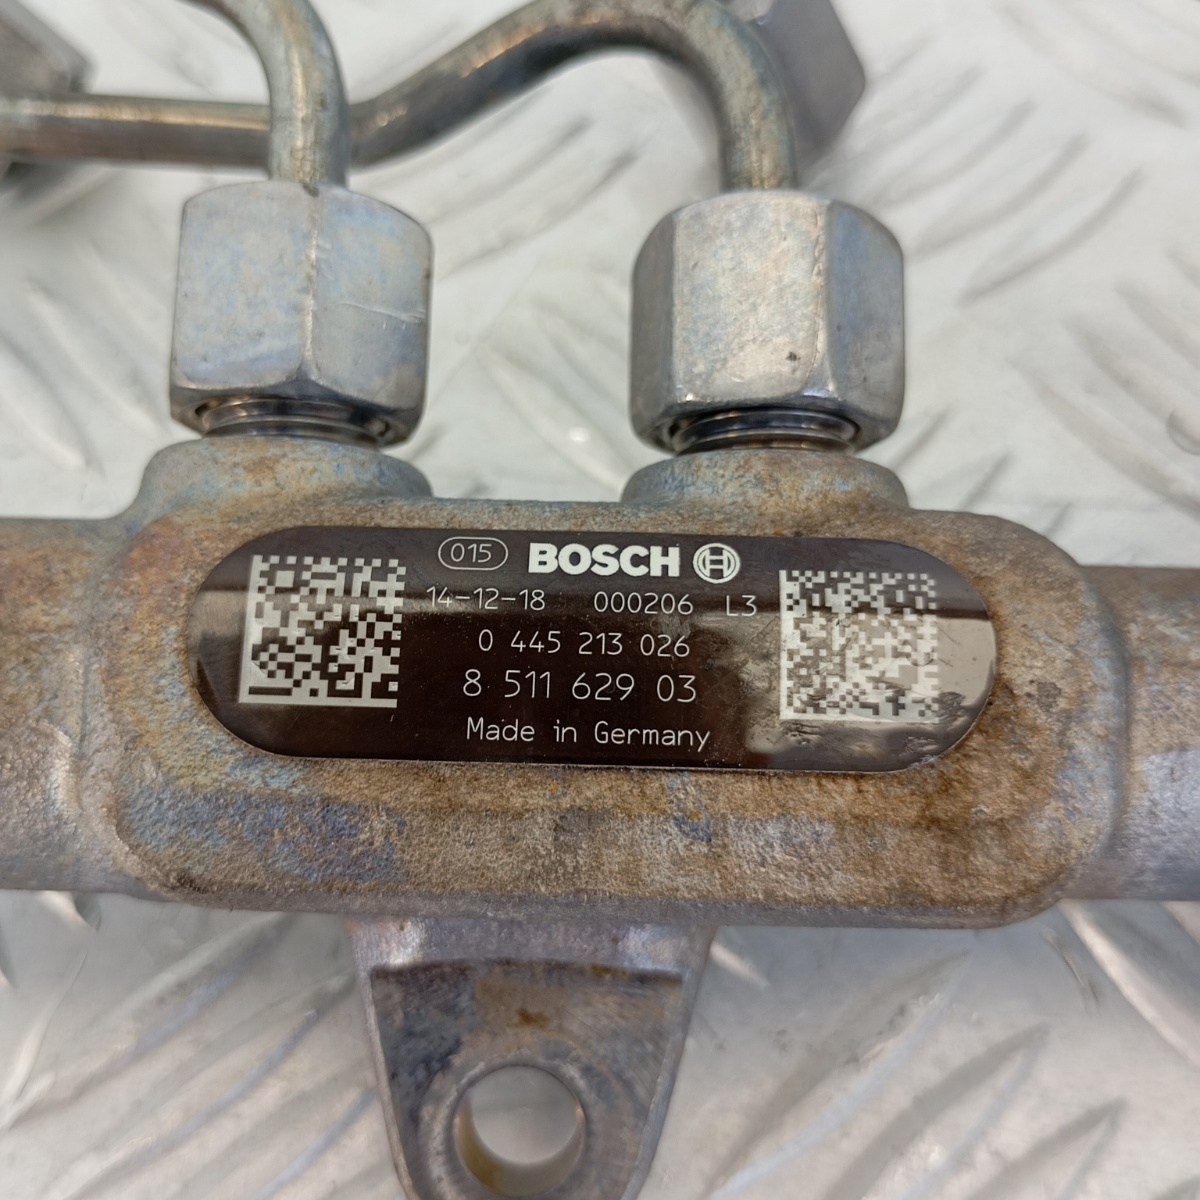 015 BOSCH
14-12-18 000206 L3
0 445 213 026
8 511 629 03
Made in Germany